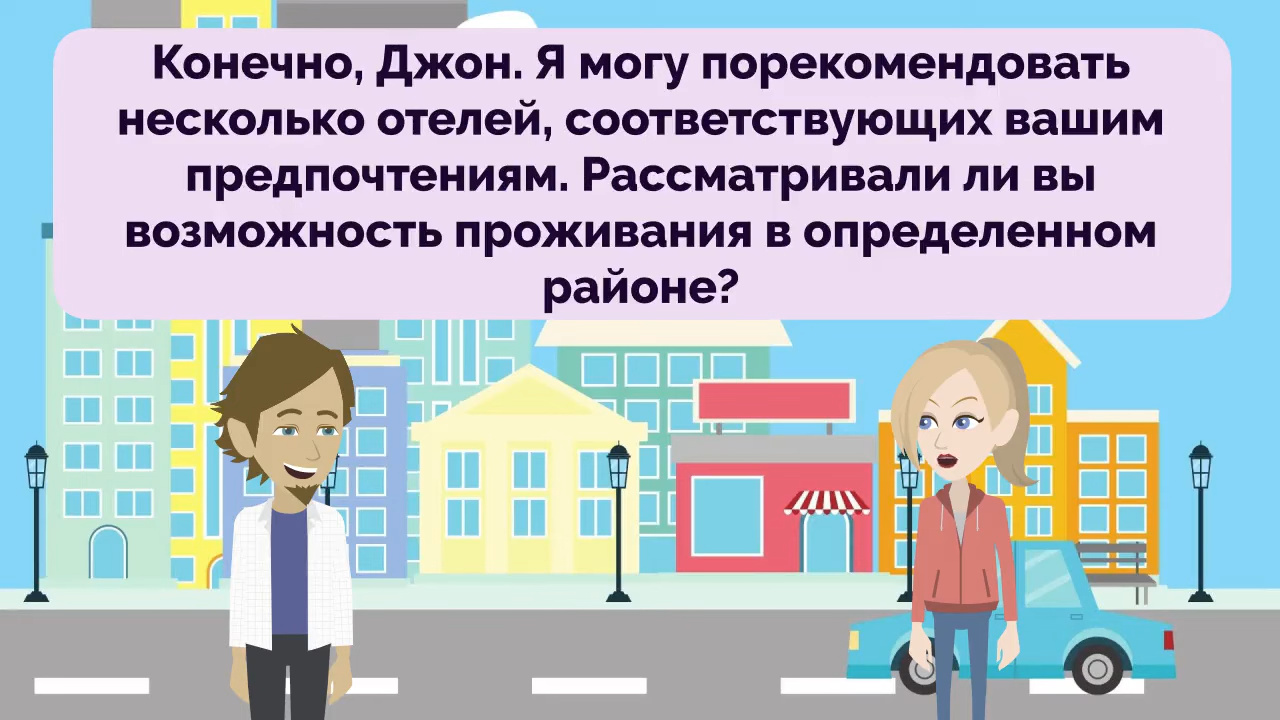 Конечно, Джон. Я могу порекомендовать
несколько отелей, соответствующих вашим
предпочтениям. Рассматривали ли вы
возможность проживания в определенном
районе?